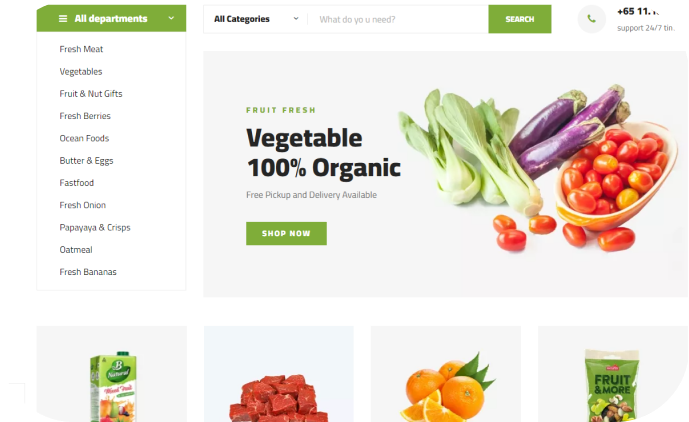 All departments
All Categories
What do yo u need?
SEARCH
+65 11.
support 24/7 tin.
Fresh Meat
Vegetables
Fruit & Nut Gifts
Fresh Berries
Ocean Foods
Butter & Eggs
Fastfood
Fresh Onion
Papayaya & Crisps
Oatmeal
Fresh Bananas
FRUIT FRESH
Vegetable
100% Organic
Free Pickup and Delivery Available
SHOP NOW
B
Natural
Mixed Fruit
FRUIT
& MORE